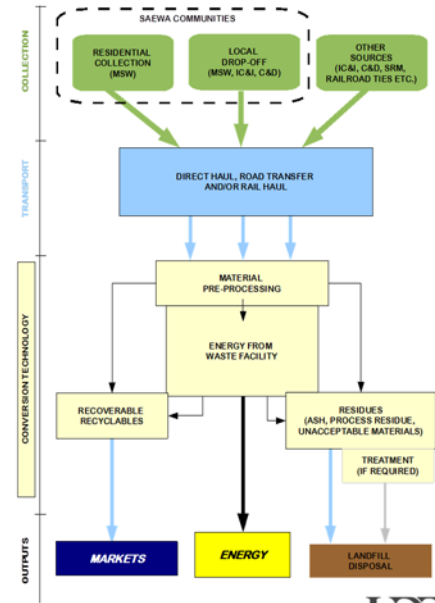 SAEWA COMMUNITIES
COLLECTION
RESIDENTIAL
COLLECTION
(MSW)
LOCAL
DROP-OFF
(MSW, IC&I, C&D)
OTHER
SOURCES
(IC&I, C&D, SRM,
RAILROAD TIES ETC.)
TRANSPORT
DIRECT HAUL, ROAD TRANSFER
AND/OR RAIL HAUL
CONVERSION TECHNOLOGY
MATERIAL
PRE-PROCESSING
ENERGY FROM
WASTE FACILITY
RECOVERABLE
RECYCLABLES
RESIDUES
(ASH, PROCESS RESIDUE,
UNACCEPTABLE MATERIALS)
TREATMENT
(IF REQUIRED)
OUTPUTS
MARKETS
ENERGY
LANDFILL
DISPOSAL